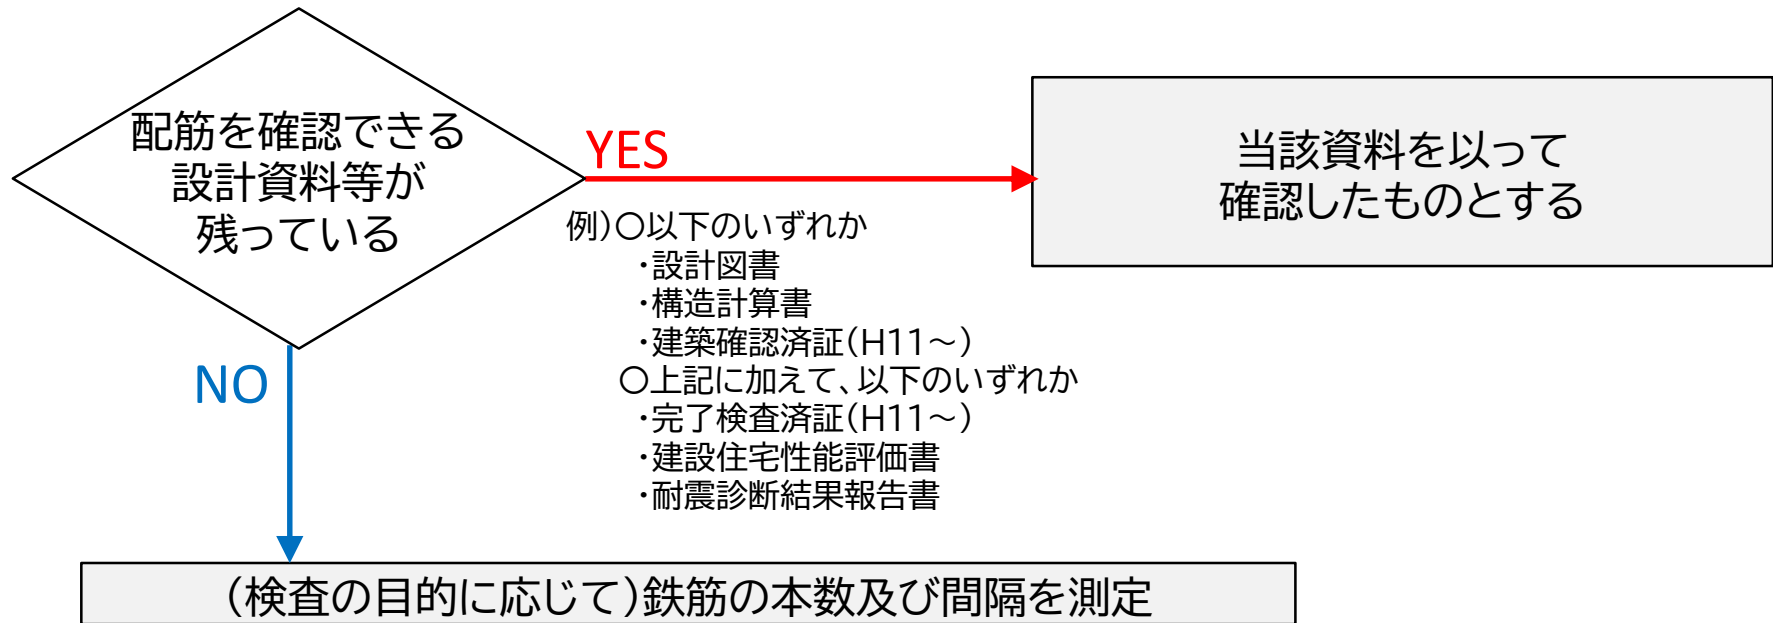 配筋を確認できる
設計資料等が
残っている
YES
当該資料を以って
確認したものとする
例)〇以下のいずれか
・設計図書
・構造計算書
・建築確認済証(H11～)
〇上記に加えて、以下のいずれか
・完了検査済証(H11～)
・建設住宅性能評価書
・耐震診断結果報告書
NO
(検査の目的に応じて)鉄筋の本数及び間隔を測定